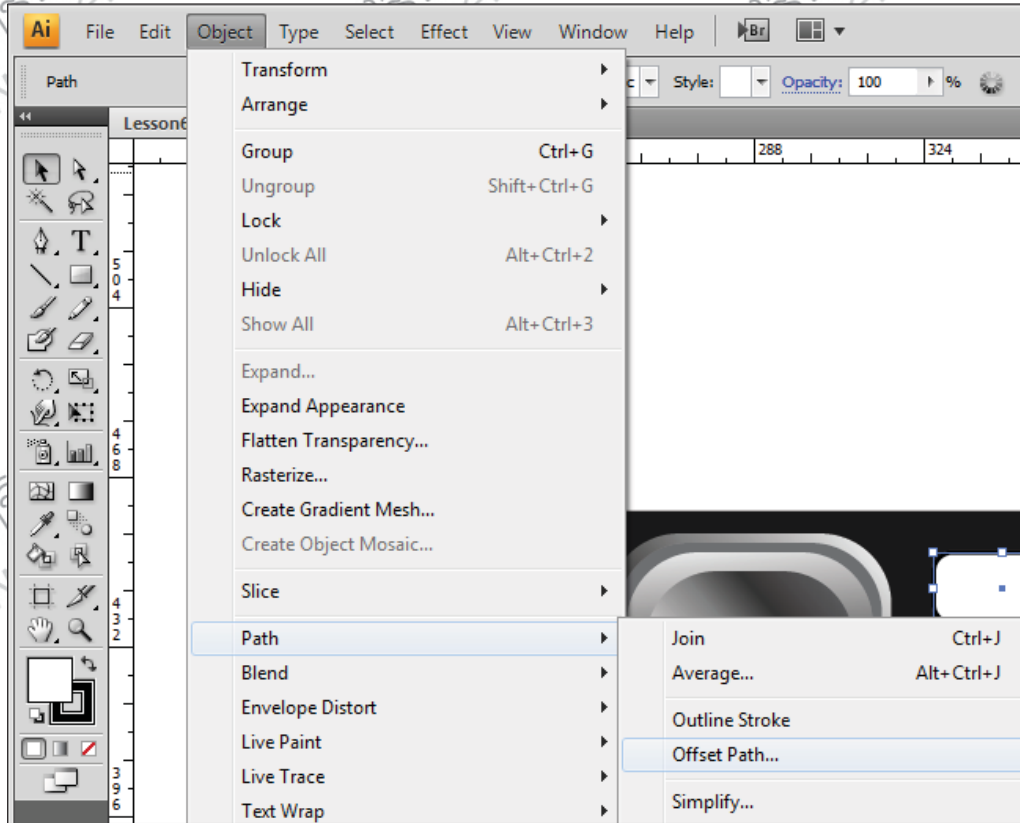 Ai File Edit Object Type Select Effect View Window Help Br
Path c Style: Opacity: 100 %
Lesson6
288 324
Transform
Arrange
Group Ctrl+G
Ungroup Shift+Ctrl+G
Lock
Unlock All Alt+Ctrl+2
Hide
Show All Alt+Ctrl+3
Expand...
Expand Appearance
Flatten Transparency...
Rasterize...
Create Gradient Mesh...
Create Object Mosaic...
Slice
Path
Blend
Envelope Distort
Live Paint
Live Trace
Text Wrap
Join Ctrl+J
Average... Alt+Ctrl+J
Outline Stroke
Offset Path...
Simplify...
T
504
468
432
396